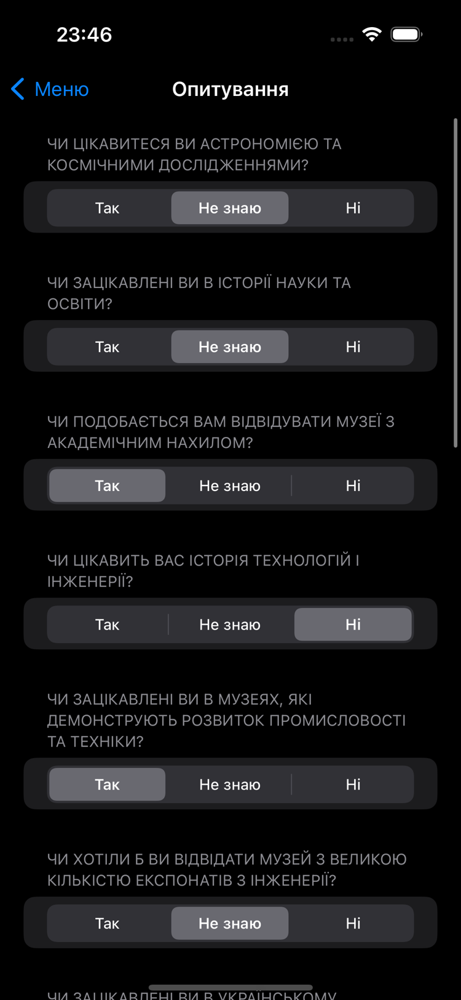 23:46
Меню
Опитування
ЧИ ЦІКАВИТЕСЯ ВИ АСТРОНОМІЄЮ ТА
КОСМІЧНИМИ ДОСЛІДЖЕННЯМИ?
Так Не знаю Ні
ЧИ ЗАЦІКАВЛЕНІ ВИ В ІСТОРІЇ НАУКИ ТА
ОСВІТИ?
Так Не знаю Ні
ЧИ ПОДОБАЄТЬСЯ ВАМ ВІДВІДУВАТИ МУЗЕЇ З
АКАДЕМІЧНИМ НАХИЛОМ?
Так Не знаю Ні
ЧИ ЦІКАВИТЬ ВАС ІСТОРІЯ ТЕХНОЛОГІЙ І
ІНЖЕНЕРІЇ?
Так Не знаю Ні
ЧИ ЗАЦІКАВЛЕНІ ВИ В МУЗЕЯХ, ЯКІ
ДЕМОНСТРУЮТЬ РОЗВИТОК ПРОМИСЛОВОСТІ
ТА ТЕХНІКИ?
Так Не знаю Ні
ЧИ ХОТІЛИ Б ВИ ВІДВІДАТИ МУЗЕЙ З ВЕЛИКОЮ
КІЛЬКІСТЮ ЕКСПОНАТІВ З ІНЖЕНЕРІЇ?
Так Не знаю Ні
ЧИ ЗАЦІКАВЛЕНІ ВИ В УКРАЇНСЬКОМУ